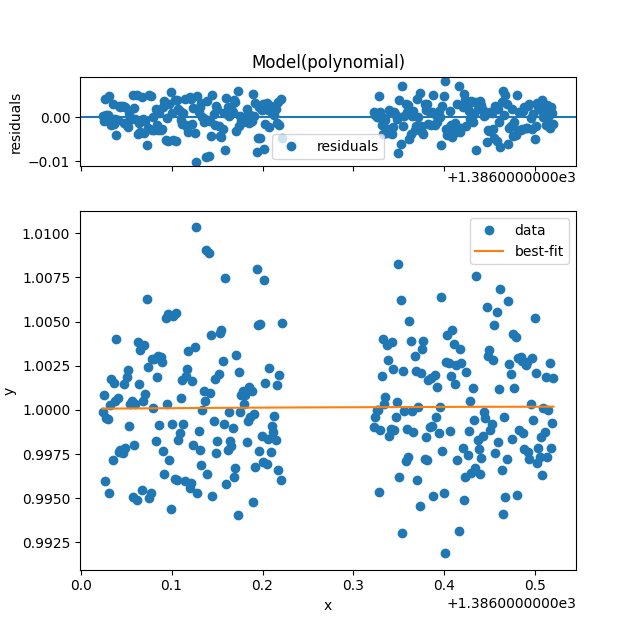 Model(polynomial)
residuals
0.00
−0.01
residuals
+1.3860000000e3
y
1.0100
1.0075
1.0050
1.0025
1.0000
0.9975
0.9950
0.9925
data
best-fit
0.0 0.1 0.2 0.3 0.4 0.5
x
+1.3860000000e3